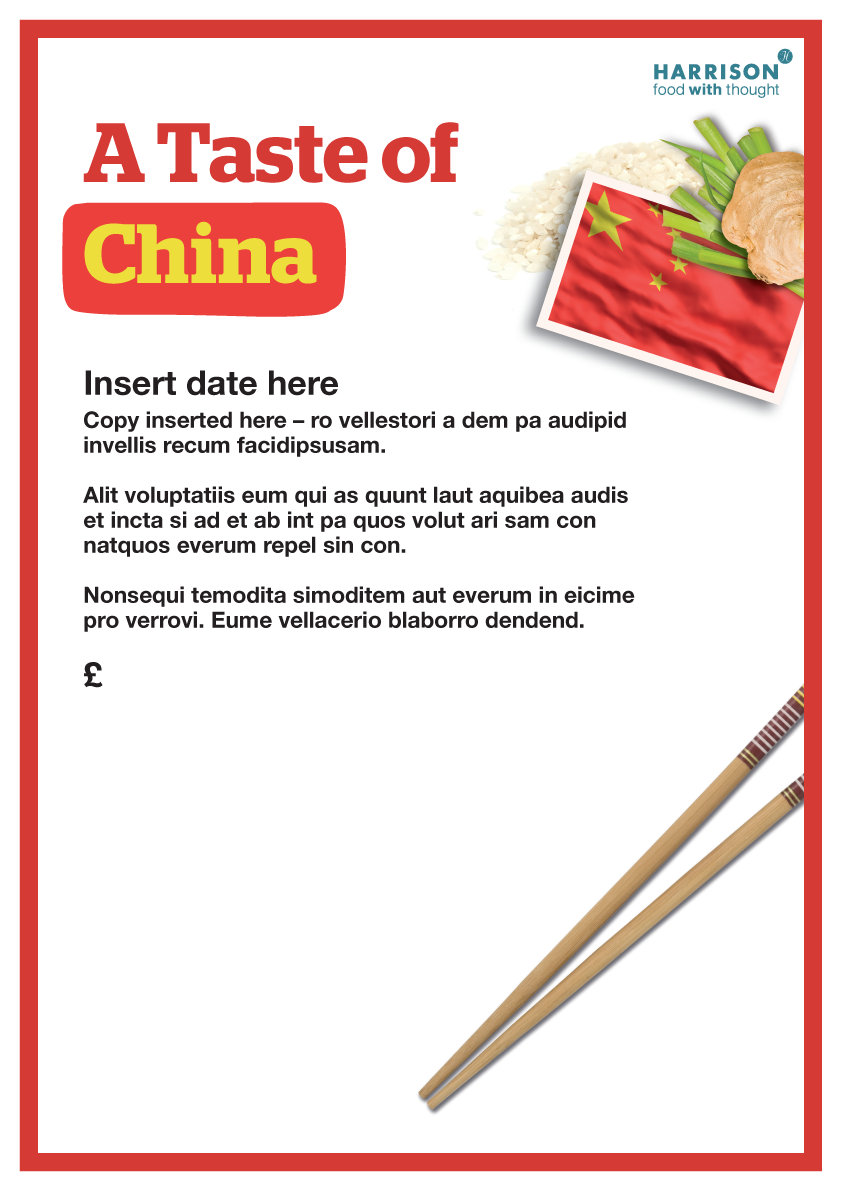 HARRISON
food with thought
A Taste of
China
Insert date here
Copy inserted here – ro vellestori a dem pa audipid
invellis recum facidipsusam.
Alit voluptatiis eum qui as quunt laut aquibea audis
et incta si ad et ab int pa quos volut ari sam con
natquos everum repel sin con.
Nonsequi temodita simoditem aut everum in eicime
pro verrovi. Eume vellacerio blaborro dendend.
£